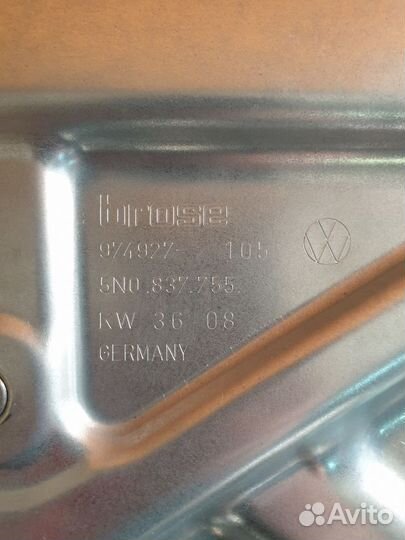 brose
974927- 105
5N0.837.755.
KW 36 08
GERMANY
Avito